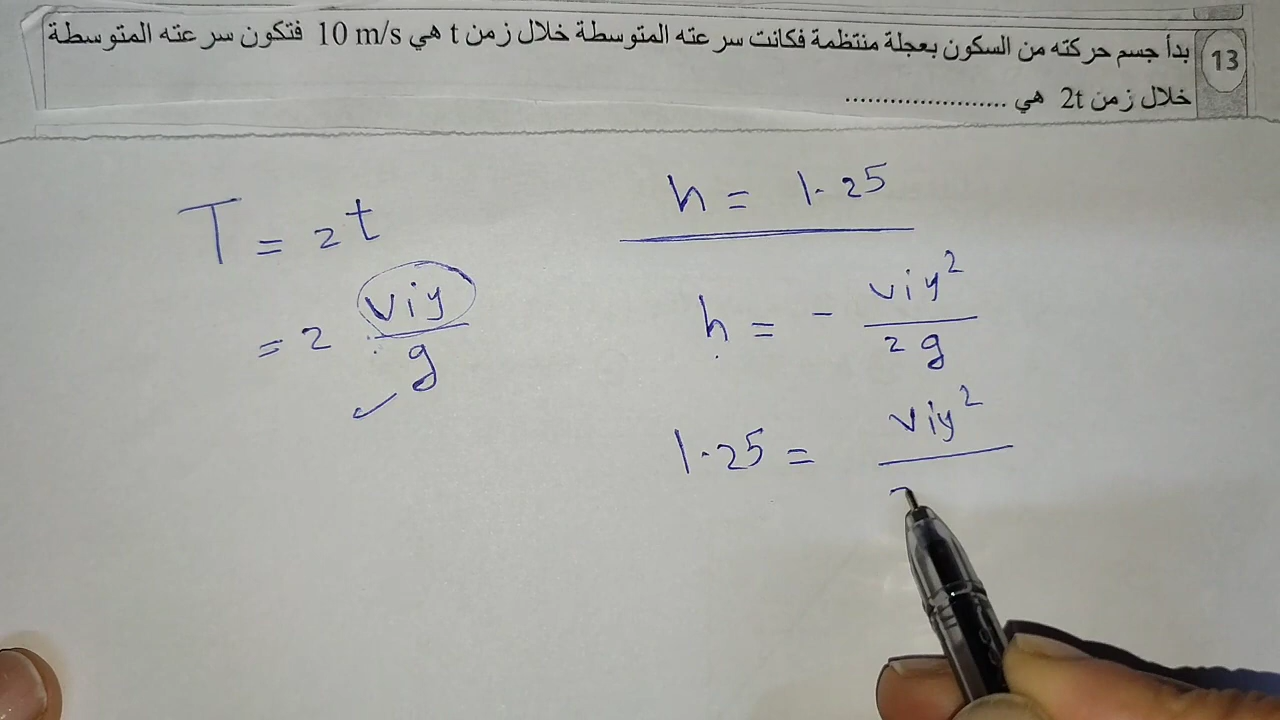 13 بدأ جسم حركته من السكون بعجلة منتظمة فكانت سرعته المتوسطة خلال زمن t هي 10 m/s فتكون سرعته المتوسطة
خلال زمن 2t هي ......................
T = 2t
= 2 viy / g
h = 1.25
h = - viy² / 2g
1.25 = viy²